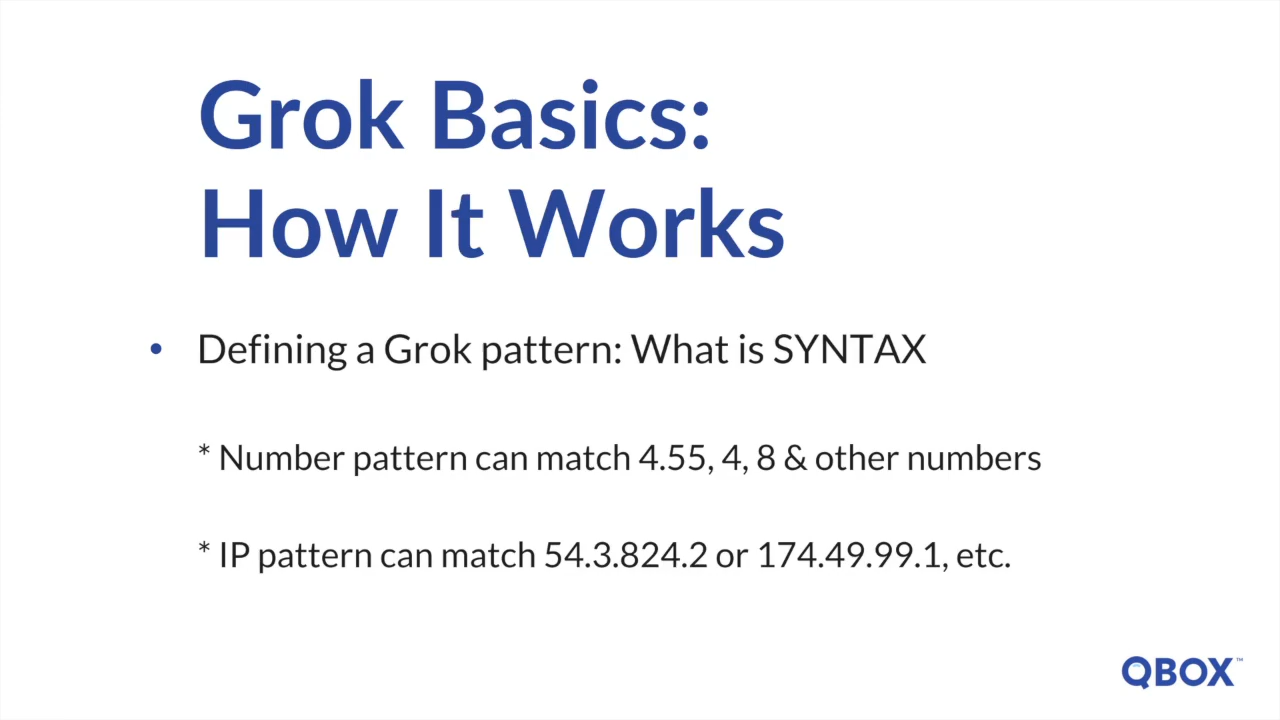 Grok Basics:
How It Works
• Defining a Grok pattern: What is SYNTAX
* Number pattern can match 4.55, 4, 8 & other numbers
* IP pattern can match 54.3.824.2 or 174.49.99.1, etc.
QBOX™